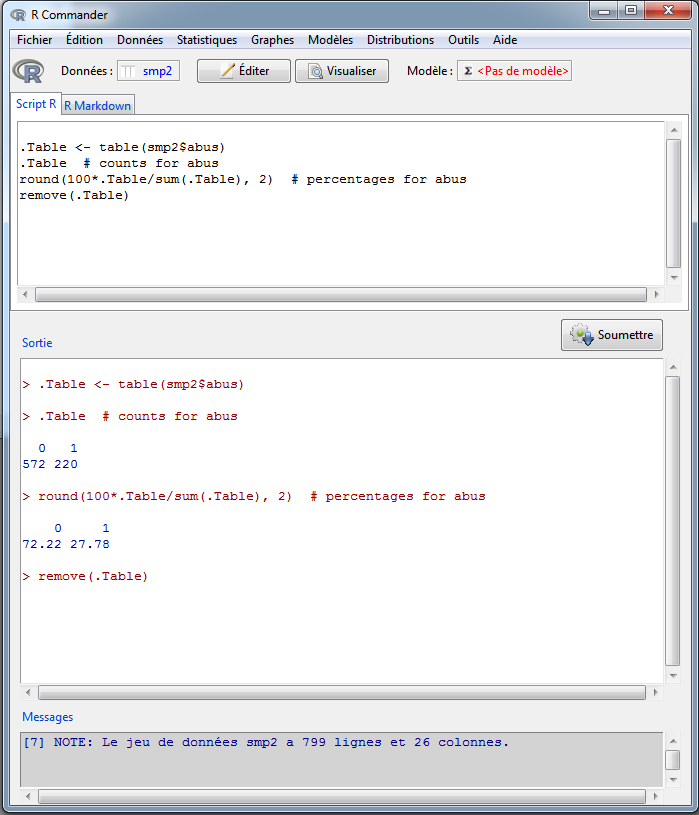 R Commander
Fichier Édition Données Statistiques Graphes Modèles Distributions Outils Aide
R Données : smp2 Éditer Visualiser Modèle : Σ <Pas de modèle>
Script R R Markdown
.Table <- table(smp2$abus)
.Table  # counts for abus
round(100*.Table/sum(.Table), 2)  # percentages for abus
remove(.Table)
Sortie Soumettre
> .Table <- table(smp2$abus)
> .Table  # counts for abus
  0   1
572 220
> round(100*.Table/sum(.Table), 2)  # percentages for abus
    0     1
72.22 27.78
> remove(.Table)
Messages
[7] NOTE: Le jeu de données smp2 a 799 lignes et 26 colonnes.